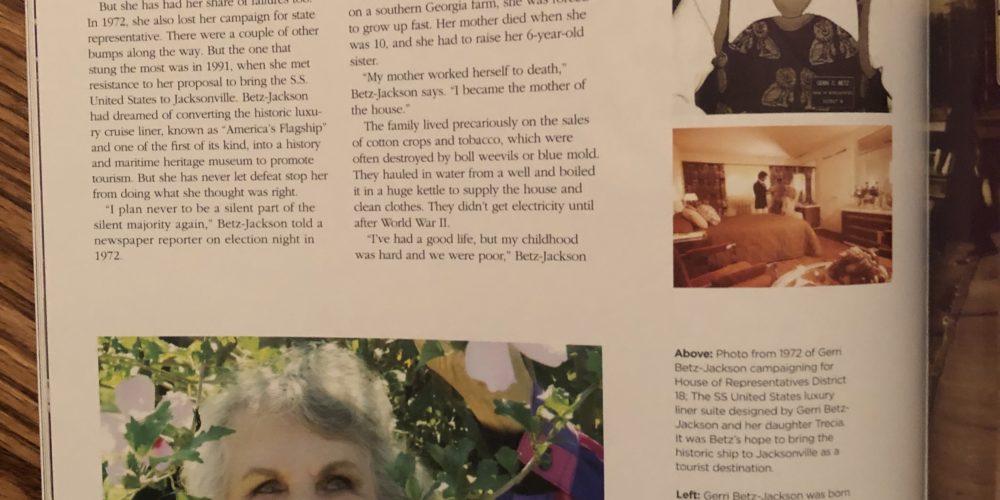 But she has had her share of failures too.
In 1972, she also lost her campaign for state
representative. There were a couple of other
bumps along the way. But the one that
stung the most was in 1991, when she met
resistance to her proposal to bring the S.S.
United States to Jacksonville. Betz-Jackson
had dreamed of converting the historic luxu-
ry cruise liner, known as “America’s Flagship”
and one of the first of its kind, into a history
and maritime heritage museum to promote
tourism. But she has never let defeat stop her
from doing what she thought was right.
“I plan never to be a silent part of the
silent majority again,” Betz-Jackson told a
newspaper reporter on election night in
1972.
on a southern Georgia farm, she was forced
to grow up fast. Her mother died when she
was 10, and she had to raise her 6-year-old
sister.
“My mother worked herself to death,”
Betz-Jackson says. “I became the mother of
the house.”
The family lived precariously on the sales
of cotton crops and tobacco, which were
often destroyed by boll weevils or blue mold.
They hauled in water from a well and boiled
it in a huge kettle to supply the house and
clean clothes. They didn’t get electricity until
after World War II.
“I’ve had a good life, but my childhood
was hard and we were poor,” Betz-Jackson
Above: Photo from 1972 of Gerri
Betz-Jackson campaigning for
House of Representatives District
18; The SS United States luxury
liner suite designed by Gerri Betz-
Jackson and her daughter Trecia.
It was Betz’s hope to bring the
historic ship to Jacksonville as a
tourist destination.
Left: Gerri Betz-Jackson was born